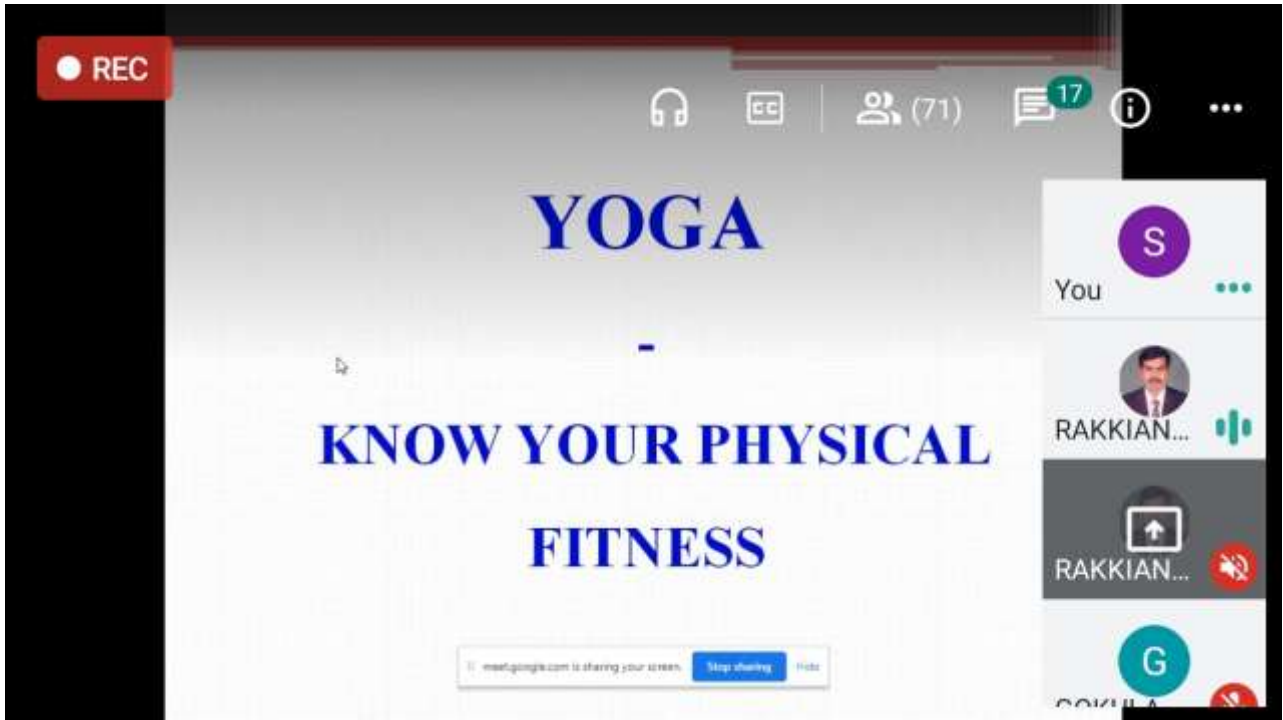 REC
(71)
17
YOGA
-
KNOW YOUR PHYSICAL
FITNESS
S
You
RAKKIAN...
RAKKIAN...
G
meet.google.com is sharing your screen.
Stop sharing
Hide